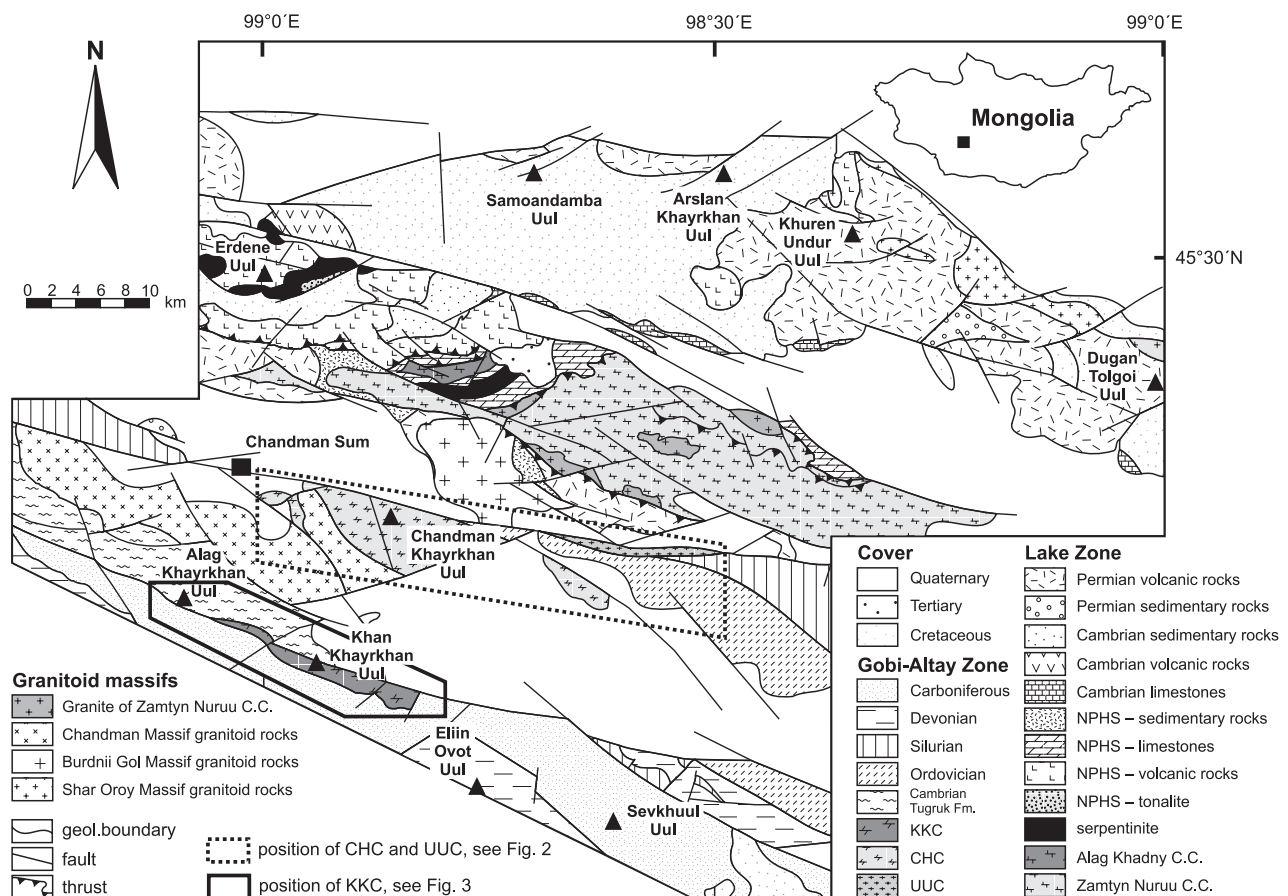 99°0´E
98°30´E
99°0´E
N
Mongolia
45°30´N
Samoandamba
Uul
Arslan
Khayrkhan
Uul
Khuren
Undur
Uul
Erdene
Uul
0 2 4 6 8 10 km
Dugan
Tolgoi
Uul
Chandman Sum
Chandman
Khayrkhan
Uul
Alag
Khayrkhan
Uul
Khan
Khayrkhan
Uul
Eliin
Ovot
Uul
Sevkhuul
Uul
Granitoid massifs
Granite of Zamtyn Nuruu C.C.
Chandman Massif granitoid rocks
Burdnii Gol Massif granitoid rocks
Shar Oroy Massif granitoid rocks
geol.boundary
fault
thrust
position of CHC and UUC, see Fig. 2
position of KKC, see Fig. 3
Cover
Quaternary
Tertiary
Cretaceous
Gobi-Altay Zone
Carboniferous
Devonian
Silurian
Ordovician
Cambrian
Tugruk Fm.
KKC
CHC
UUC
Lake Zone
Permian volcanic rocks
Permian sedimentary rocks
Cambrian sedimentary rocks
Cambrian volcanic rocks
Cambrian limestones
NPHS – sedimentary rocks
NPHS – limestones
NPHS – volcanic rocks
NPHS – tonalite
serpentinite
Alag Khadny C.C.
Zamtyn Nuruu C.C.